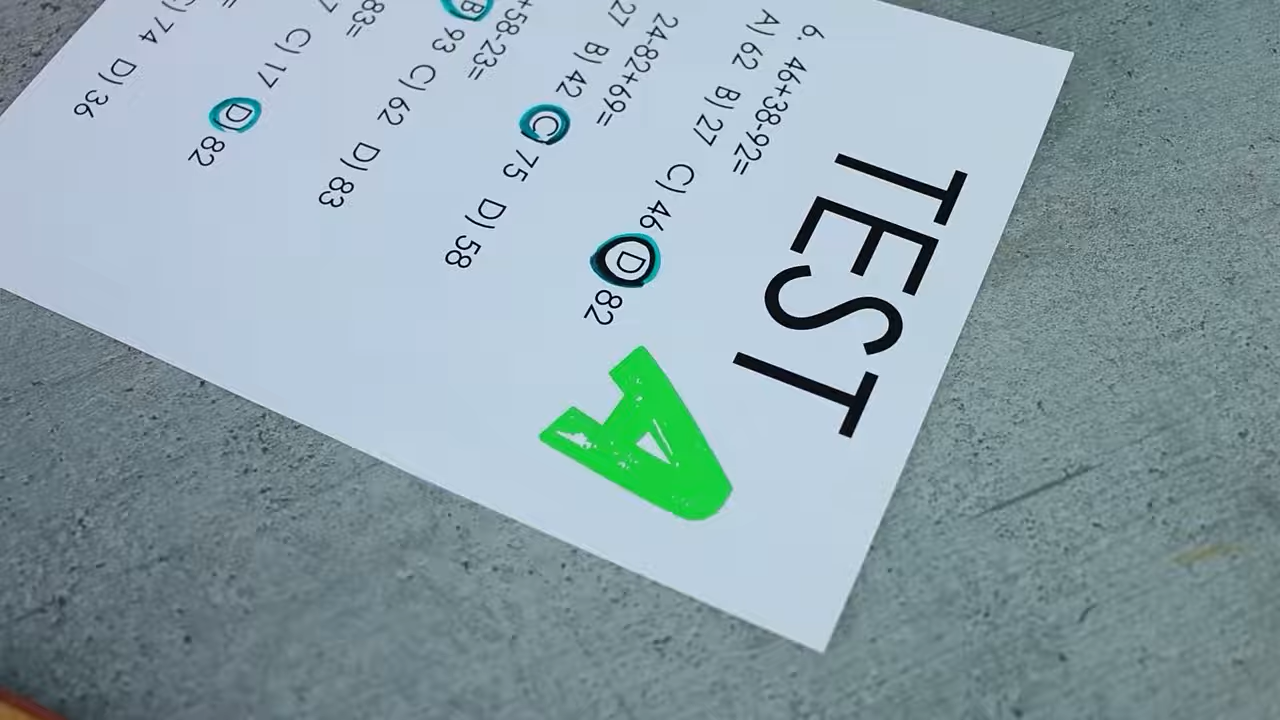 TEST
6. 46+38-92=
A) 62 B) 27 C) 46 D 82
A
24-82+69=
27 B) 42 C 75 D) 58
+58-23=
B 93 C) 62 D) 83
83=
C) 17 D 82
=
) 74 D) 36